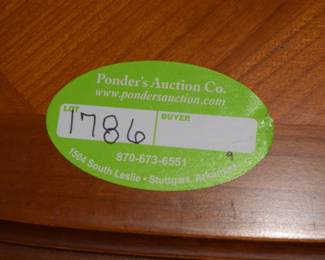 Ponder's Auction Co.
www.pondersauction.com
LOT
BUYER
1786
870-673-6551
1504 South Leslie • Stuttgart, Arkansas